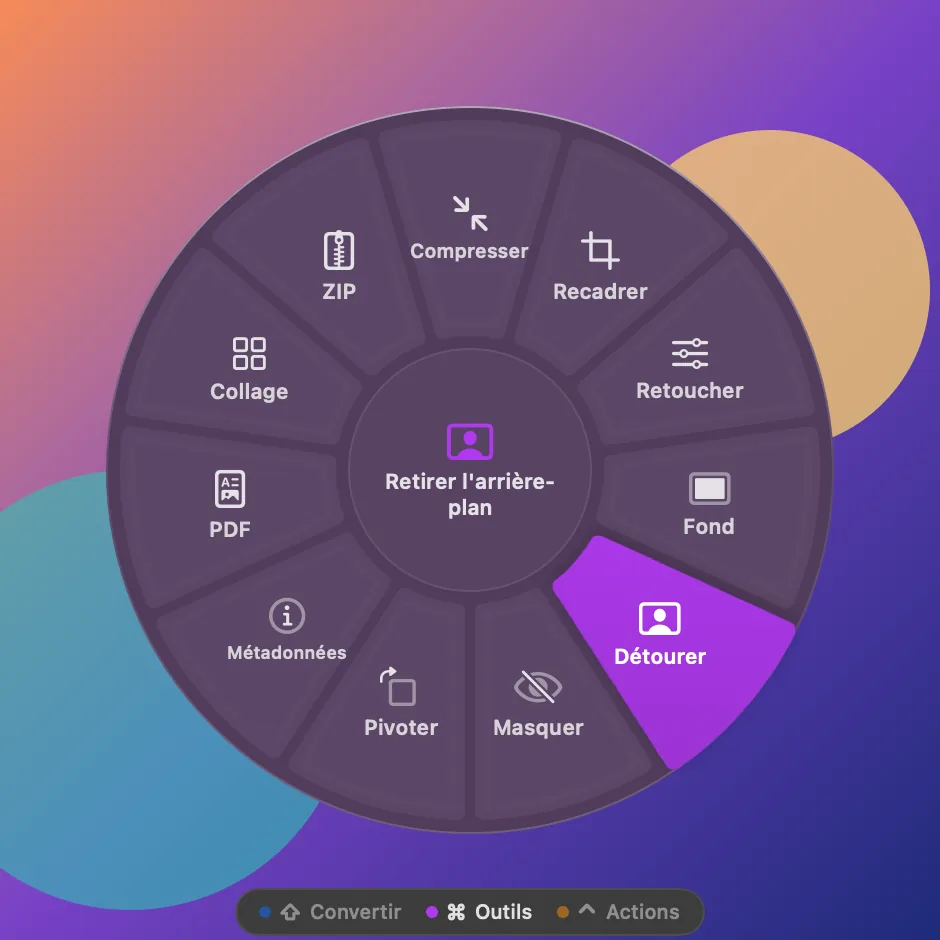 Compresser
Recadrer
Retoucher
Fond
Détourer
Masquer
Pivoter
Métadonnées
PDF
Collage
ZIP
Retirer l'arrière-
plan
⇧ Convertir ⌘ Outils ⌃ Actions